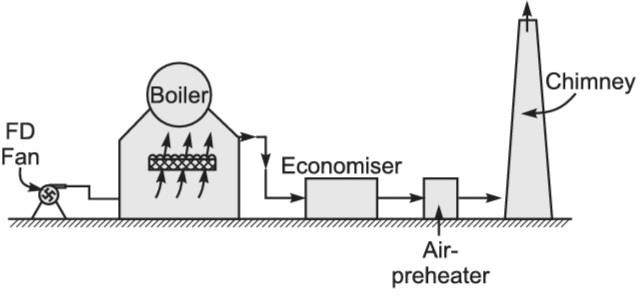 Boiler
Chimney
FD
Fan
Economiser
Air-
preheater